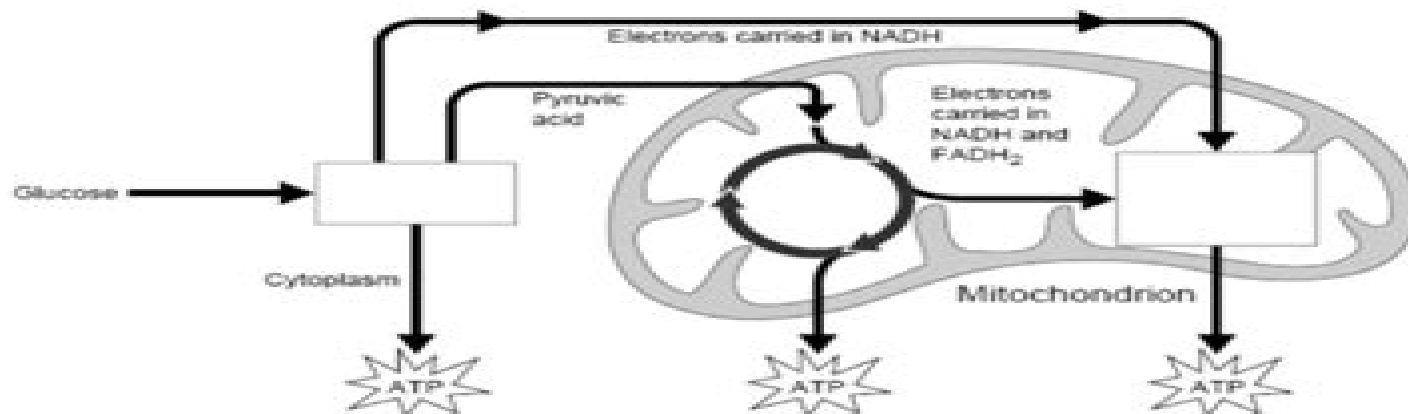 Electrons carried in NADH
Pyruvic
acid
Electrons
carried in
NADH and
FADH₂
Glucose
Cytoplasm
Mitochondrion
ATP
ATP
ATP